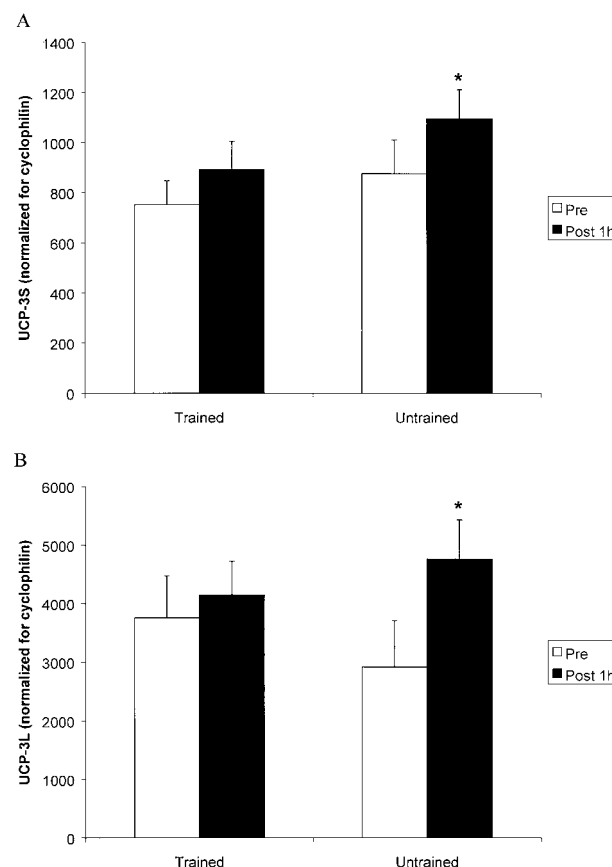 A
UCP-3S (normalized for cyclophilin)
1400
1200
1000
800
600
400
200
0
*
Trained
Untrained
Pre
Post 1h
B
UCP-3L (normalized for cyclophilin)
6000
5000
4000
3000
2000
1000
0
*
Trained
Untrained
Pre
Post 1h